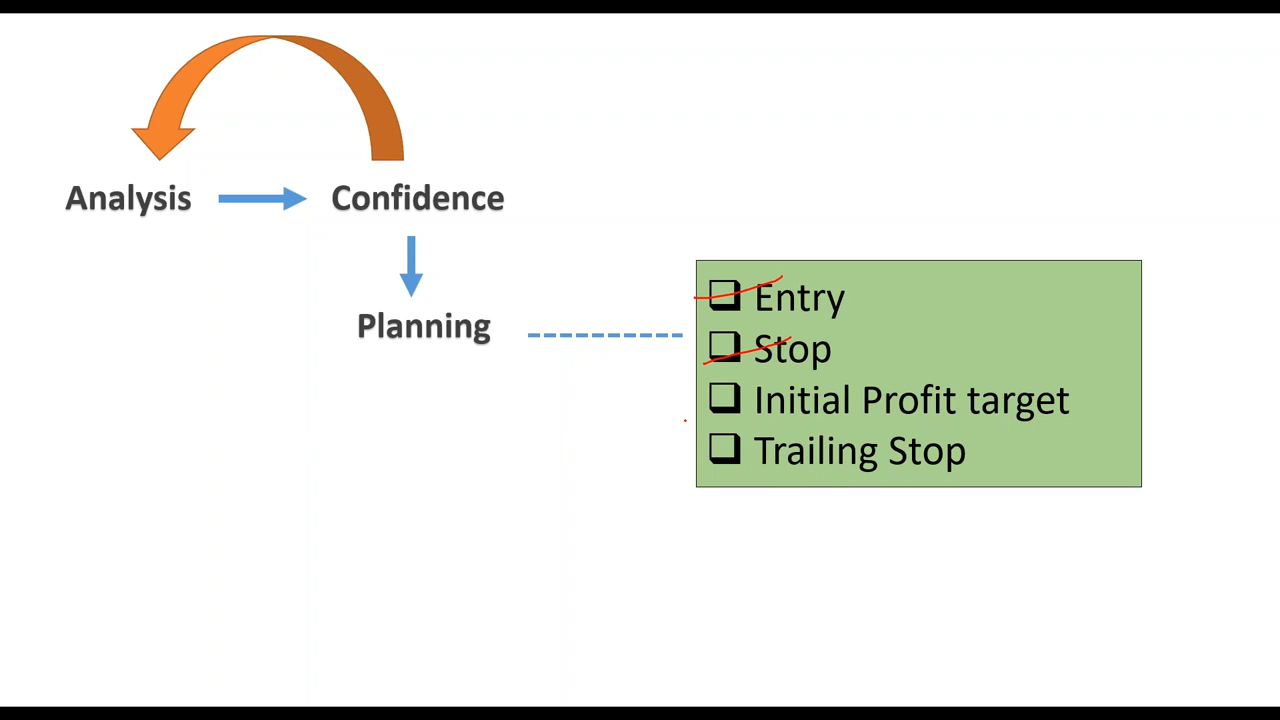 Analysis
Confidence
Planning
Entry
Stop
Initial Profit target
Trailing Stop